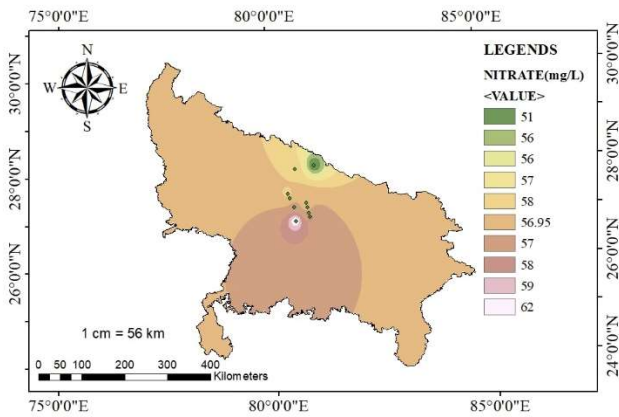 75°0'0"E 80°0'0"E 85°0'0"E
N
W E
S
LEGENDS
NITRATE(mg/L)
<VALUE>
51
56
56
57
58
56.95
57
58
59
62
30°0'0"N
28°0'0"N
26°0'0"N
30°0'0"N
28°0'0"N
26°0'0"N
24°0'0"N
1 cm = 56 km
0 50 100 200 300 400
Kilometers
75°0'0"E 80°0'0"E 85°0'0"E